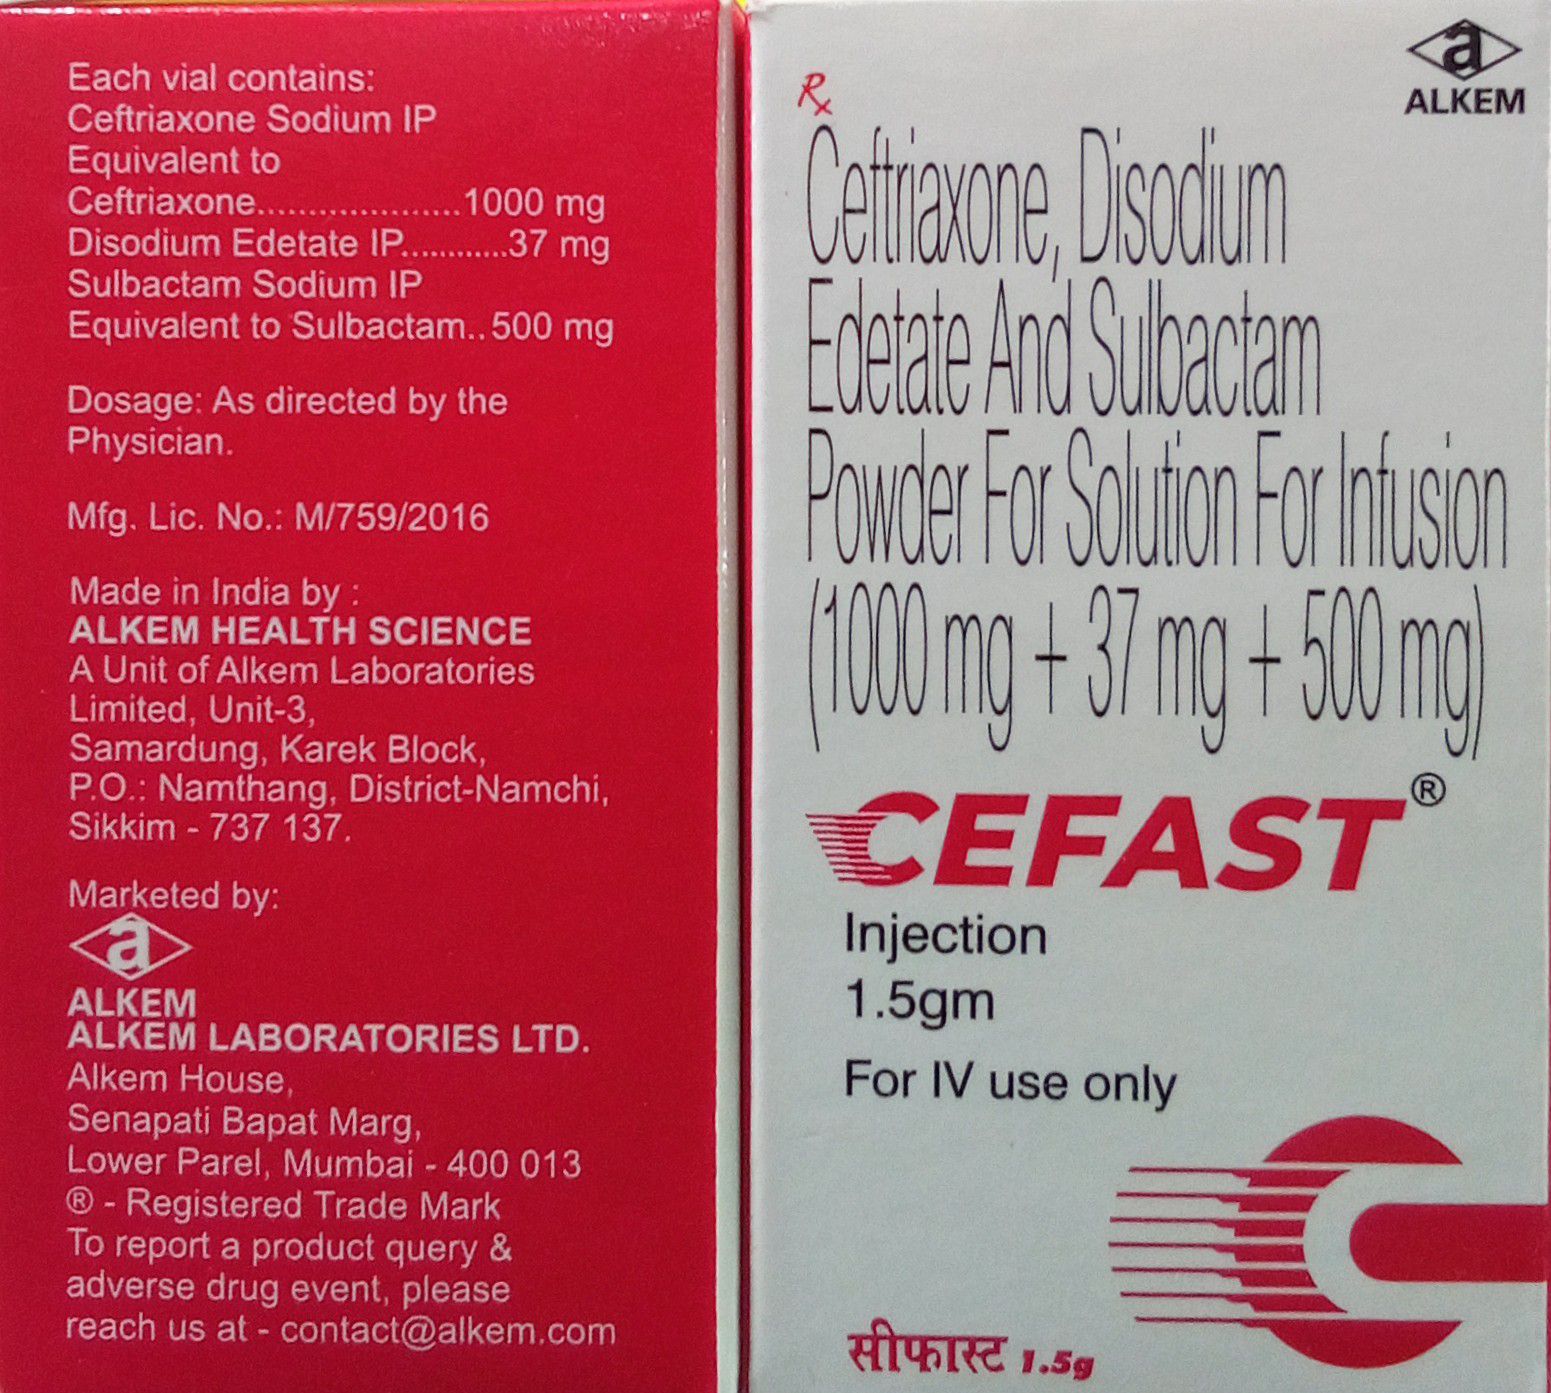 Each vial contains:
Ceftriaxone Sodium IP
Equivalent to
Ceftriaxone....................1000 mg
Disodium Edetate IP............37 mg
Sulbactam Sodium IP
Equivalent to Sulbactam..500 mg
Dosage: As directed by the
Physician.
Mfg. Lic. No.: M/759/2016
Made in India by :
ALKEM HEALTH SCIENCE
A Unit of Alkem Laboratories
Limited, Unit-3,
Samardung, Karek Block,
P.O.: Namthang, District-Namchi,
Sikkim - 737 137.
Marketed by:
a
ALKEM
ALKEM LABORATORIES LTD.
Alkem House,
Senapati Bapat Marg,
Lower Parel, Mumbai - 400 013
® - Registered Trade Mark
To report a product query &
adverse drug event, please
reach us at - contact@alkem.com
a
ALKEM
Rx
Ceftriaxone, Disodium
Edetate And Sulbactam
Powder For Solution For Infusion
(1000 mg + 37 mg + 500 mg)
CEFAST®
Injection
1.5gm
For IV use only
सीफास्ट 1.5g